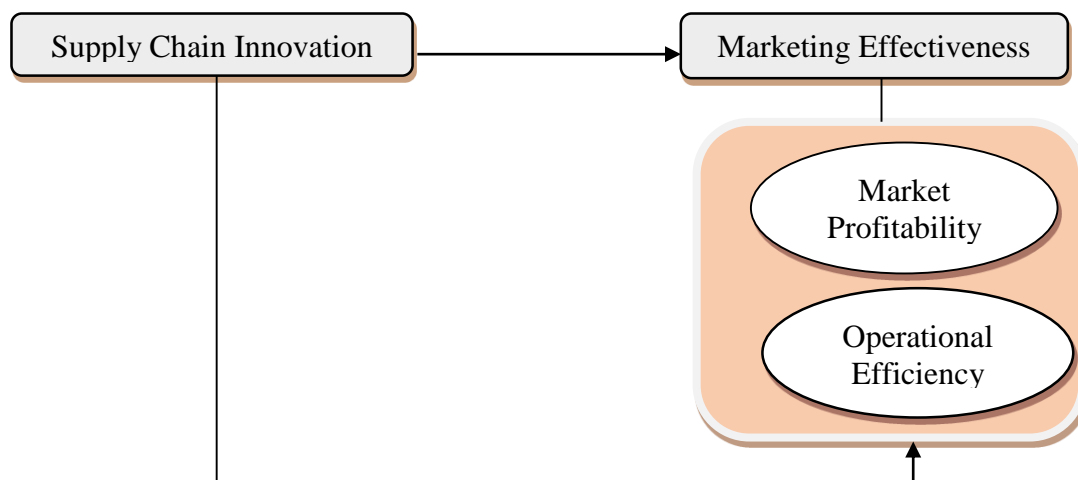 Supply Chain Innovation
Marketing Effectiveness
Market
Profitability
Operational
Efficiency